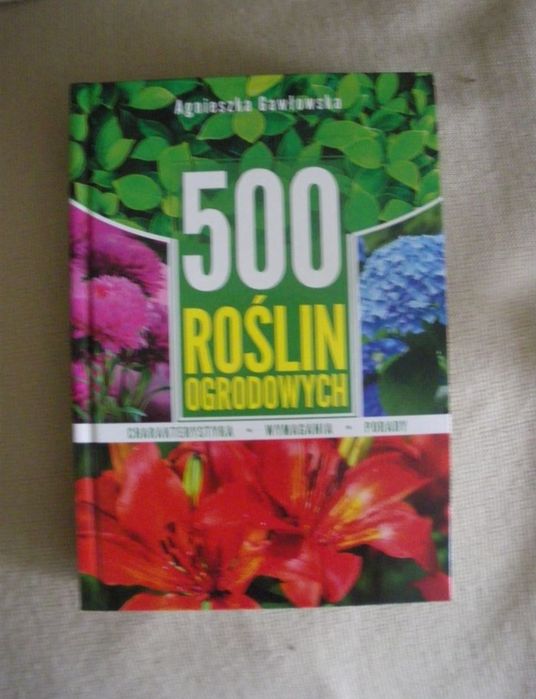 Agnieszka Gawłowska
500
ROŚLIN
OGRODOWYCH
CHARAKTERYSTYKA ~ WYMAGANIA ~ PORADY